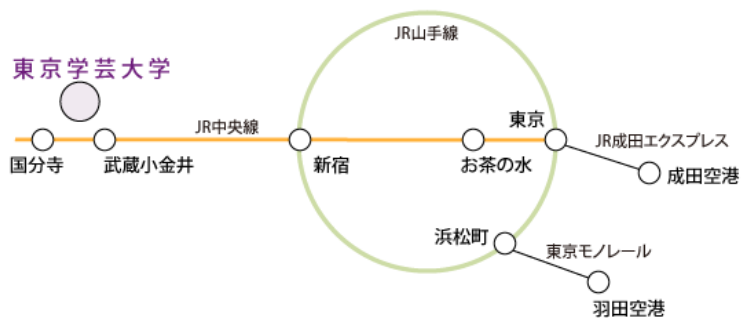 JR山手線
東京学芸大学
東京
JR中央線
JR成田エクスプレス
国分寺
武蔵小金井
新宿
お茶の水
成田空港
浜松町
東京モノレール
羽田空港